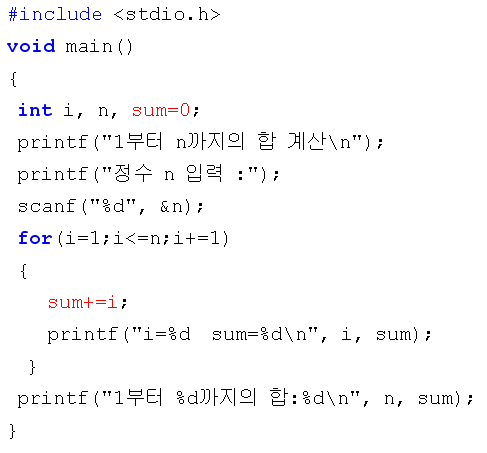 #include <stdio.h>
void main()
{
int i, n, sum=0;
printf("1부터 n까지의 합 계산\n");
printf("정수 n 입력 :");
scanf("%d", &n);
for(i=1;i<=n;i+=1)
{
sum+=i;
printf("i=%d  sum=%d\n", i, sum);
}
printf("1부터 %d까지의 합:%d\n", n, sum);
}